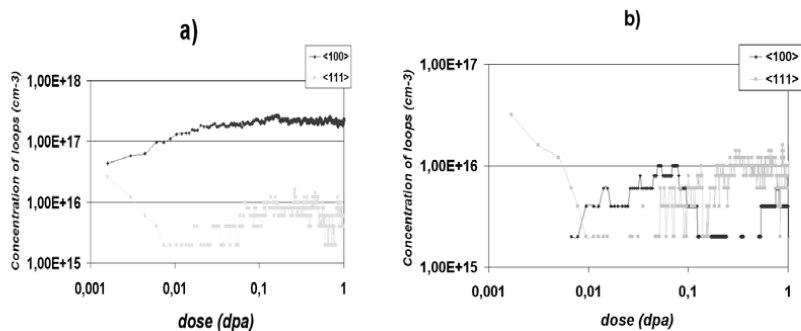 a)
<100>
<111>
Concentration of loops (cm-3)
1,00E+18
1,00E+17
1,00E+16
1,00E+15
0,001
0,01
0,1
1
dose (dpa)
b)
<100>
<111>
Concentration of loops (cm-3)
1,00E+17
1,00E+16
1,00E+15
0,001
0,01
0,1
1
dose (dpa)